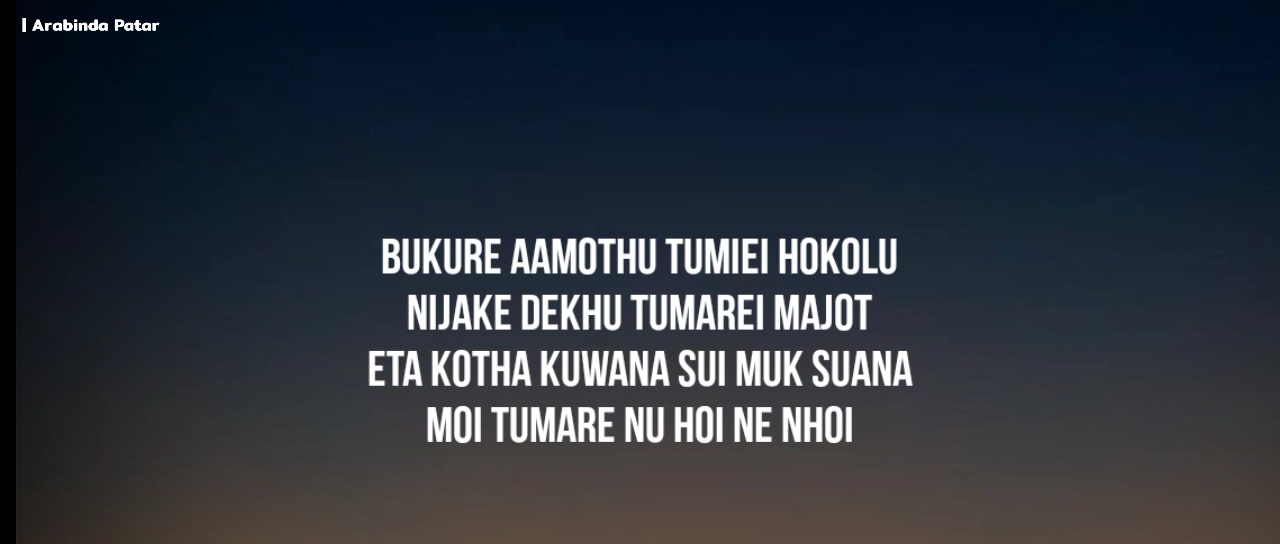 | Arabinda Patar
BUKURE AAMOTHU TUMIEI HOKOLU
NIJAKE DEKHU TUMAREI MAJOT
ETA KOTHA KUWANA SUI MUK SUANA
MOI TUMARE NU HOI NE NHOI